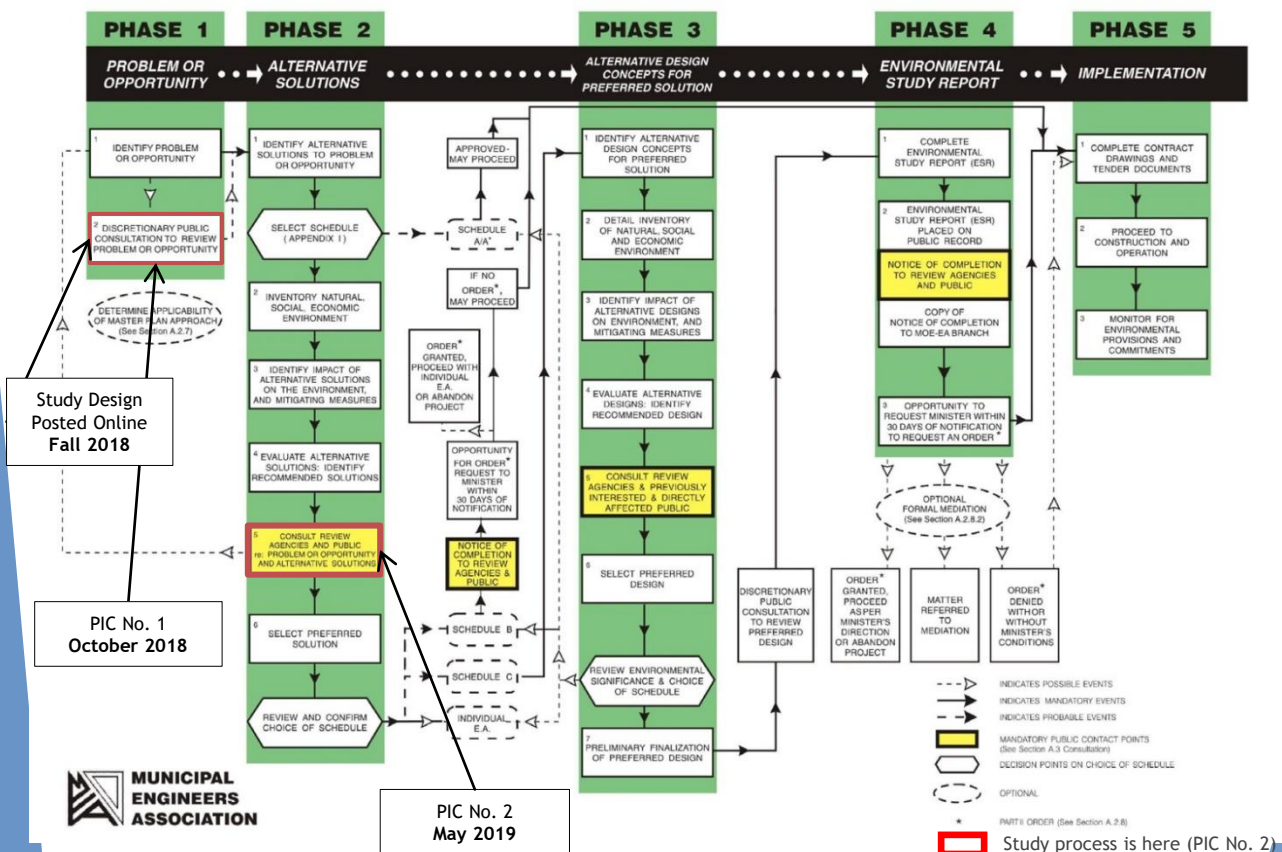 PHASE 1
PROBLEM OR
OPPORTUNITY
1
IDENTIFY PROBLEM
OR OPPORTUNITY
2 DISCRETIONARY PUBLIC
CONSULTATION TO REVIEW
PROBLEM OR OPPORTUNITY
DETERMINE APPLICABILITY
OF MASTER PLAN APPROACH
(See Section A.2.7)
Study Design
Posted Online
Fall 2018
PIC No. 1
October 2018
PHASE 2
ALTERNATIVE
SOLUTIONS
1
IDENTIFY ALTERNATIVE
SOLUTIONS TO PROBLEM
OR OPPORTUNITY
SELECT SCHEDULE
(APPENDIX I)
2
INVENTORY NATURAL,
SOCIAL, ECONOMIC
ENVIRONMENT
3
IDENTIFY IMPACT OF
ALTERNATIVE SOLUTIONS
ON THE ENVIRONMENT,
AND MITIGATING MEASURES
4
EVALUATE ALTERNATIVE
SOLUTIONS: IDENTIFY
RECOMMENDED SOLUTIONS
5
CONSULT REVIEW
AGENCIES AND PUBLIC
re: PROBLEM OR OPPORTUNITY
AND ALTERNATIVE SOLUTIONS
6
SELECT PREFERRED
SOLUTION
REVIEW AND CONFIRM
CHOICE OF SCHEDULE
APPROVED-
MAY PROCEED
SCHEDULE
A/A+
IF NO
ORDER*,
MAY PROCEED
ORDER*
GRANTED,
PROCEED WITH
INDIVIDUAL
E.A.
OR ABANDON
PROJECT
OPPORTUNITY
FOR ORDER*
REQUEST TO
MINISTER
WITHIN
30 DAYS OF
NOTIFICATION
NOTICE OF
COMPLETION
TO REVIEW
AGENCIES &
PUBLIC
SCHEDULE B
SCHEDULE C
INDIVIDUAL
E.A.
PIC No. 2
May 2019
PHASE 3
ALTERNATIVE DESIGN
CONCEPTS FOR
PREFERRED SOLUTION
1
IDENTIFY ALTERNATIVE
DESIGN CONCEPTS
FOR PREFERRED
SOLUTION
2
DETAIL INVENTORY
OF NATURAL, SOCIAL
AND ECONOMIC
ENVIRONMENT
3
IDENTIFY IMPACT OF
ALTERNATIVE DESIGNS
ON ENVIRONMENT, AND
MITIGATING MEASURES
4
EVALUATE ALTERNATIVE
DESIGNS: IDENTIFY
RECOMMENDED DESIGN
5
CONSULT REVIEW
AGENCIES & PREVIOUSLY
INTERESTED & DIRECTLY
AFFECTED PUBLIC
6
SELECT PREFERRED
DESIGN
REVIEW ENVIRONMENTAL
SIGNIFICANCE & CHOICE
OF SCHEDULE
7
PRELIMINARY FINALIZATION
OF PREFERRED DESIGN
DISCRETIONARY
PUBLIC
CONSULTATION
TO REVIEW
PREFERRED
DESIGN
PHASE 4
ENVIRONMENTAL
STUDY REPORT
1
COMPLETE
ENVIRONMENTAL
STUDY REPORT (ESR)
2
ENVIRONMENTAL
STUDY REPORT (ESR)
PLACED ON
PUBLIC RECORD
NOTICE OF COMPLETION
TO REVIEW AGENCIES
AND PUBLIC
COPY OF
NOTICE OF COMPLETION
TO MOE-EA BRANCH
3
OPPORTUNITY TO
REQUEST MINISTER WITHIN
30 DAYS OF NOTIFICATION
TO REQUEST AN ORDER*
OPTIONAL
FORMAL MEDIATION
(See Section A.2.8.2)
ORDER*
GRANTED,
PROCEED
AS PER
MINISTER'S
DIRECTION
OR ABANDON
PROJECT
MATTER
REFERRED
TO
MEDIATION
ORDER*
DENIED
WITH OR
WITHOUT
MINISTER'S
CONDITIONS
PHASE 5
IMPLEMENTATION
1
COMPLETE CONTRACT
DRAWINGS AND
TENDER DOCUMENTS
2
PROCEED TO
CONSTRUCTION AND
OPERATION
3
MONITOR FOR
ENVIRONMENTAL
PROVISIONS AND
COMMITMENTS
INDICATES POSSIBLE EVENTS
INDICATES MANDATORY EVENTS
INDICATES PROBABLE EVENTS
MANDATORY PUBLIC CONTACT POINTS
(See Section A.3 Consultation)
DECISION POINTS ON CHOICE OF SCHEDULE
OPTIONAL
* PART II ORDER (See Section A.2.8)
Study process is here (PIC No. 2)
MUNICIPAL
ENGINEERS
ASSOCIATION